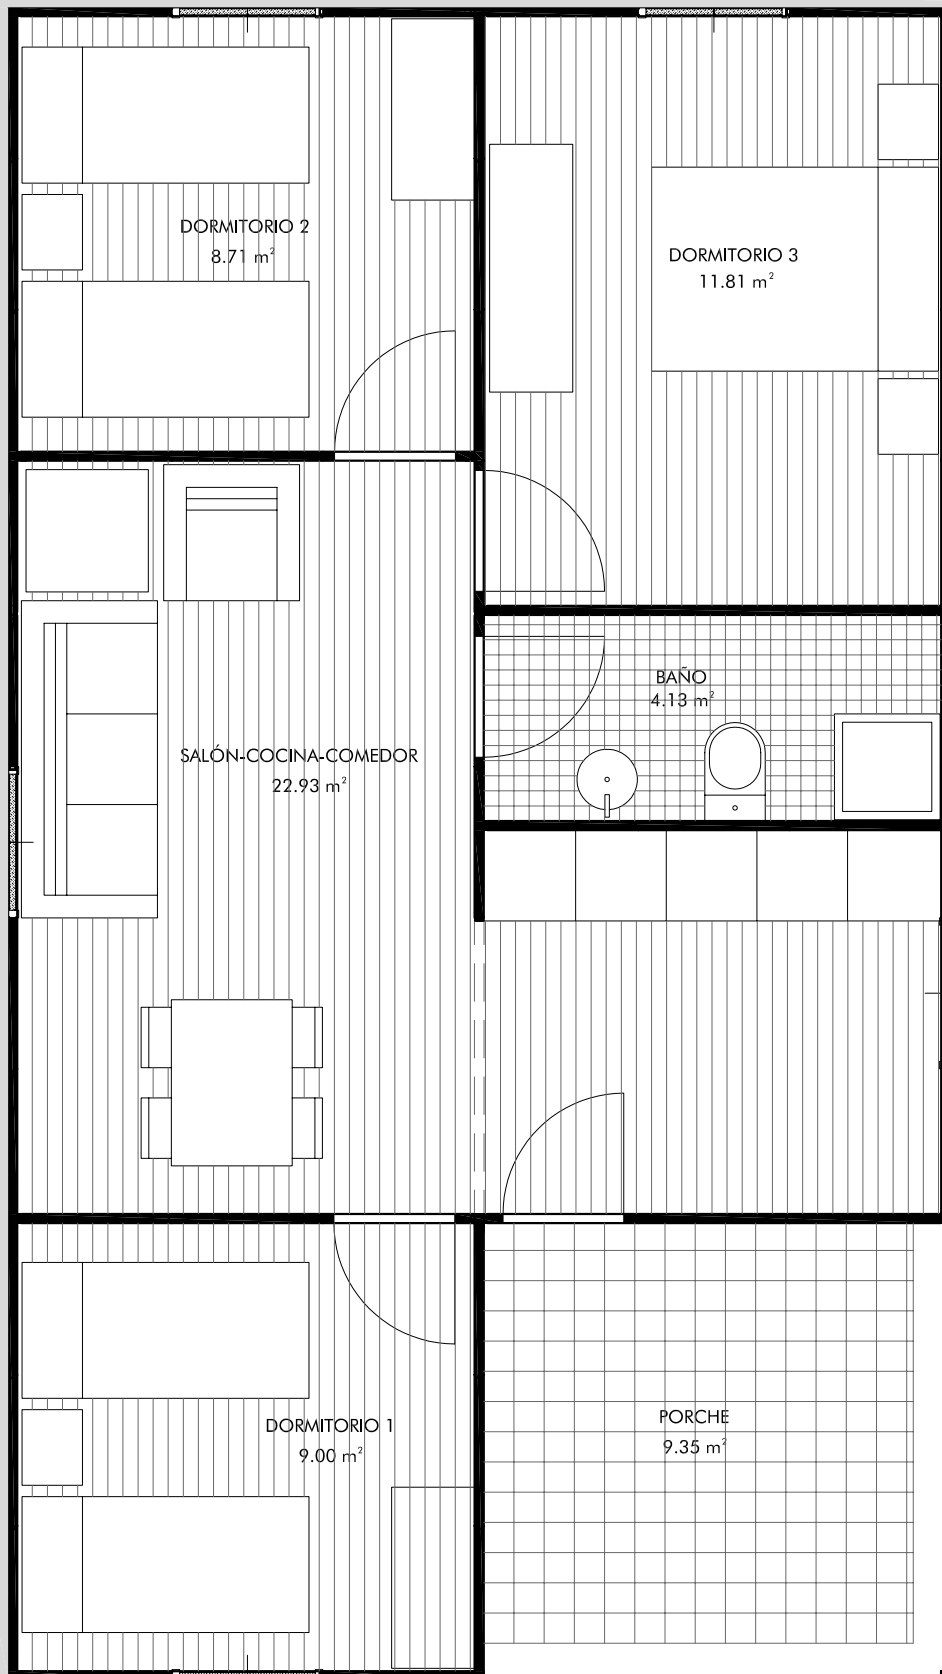 DORMITORIO 2
8.71 m²
DORMITORIO 3
11.81 m²
BAÑO
4.13 m²
SALÓN-COCINA-COMEDOR
22.93 m²
DORMITORIO 1
9.00 m²
PORCHE
9.35 m²